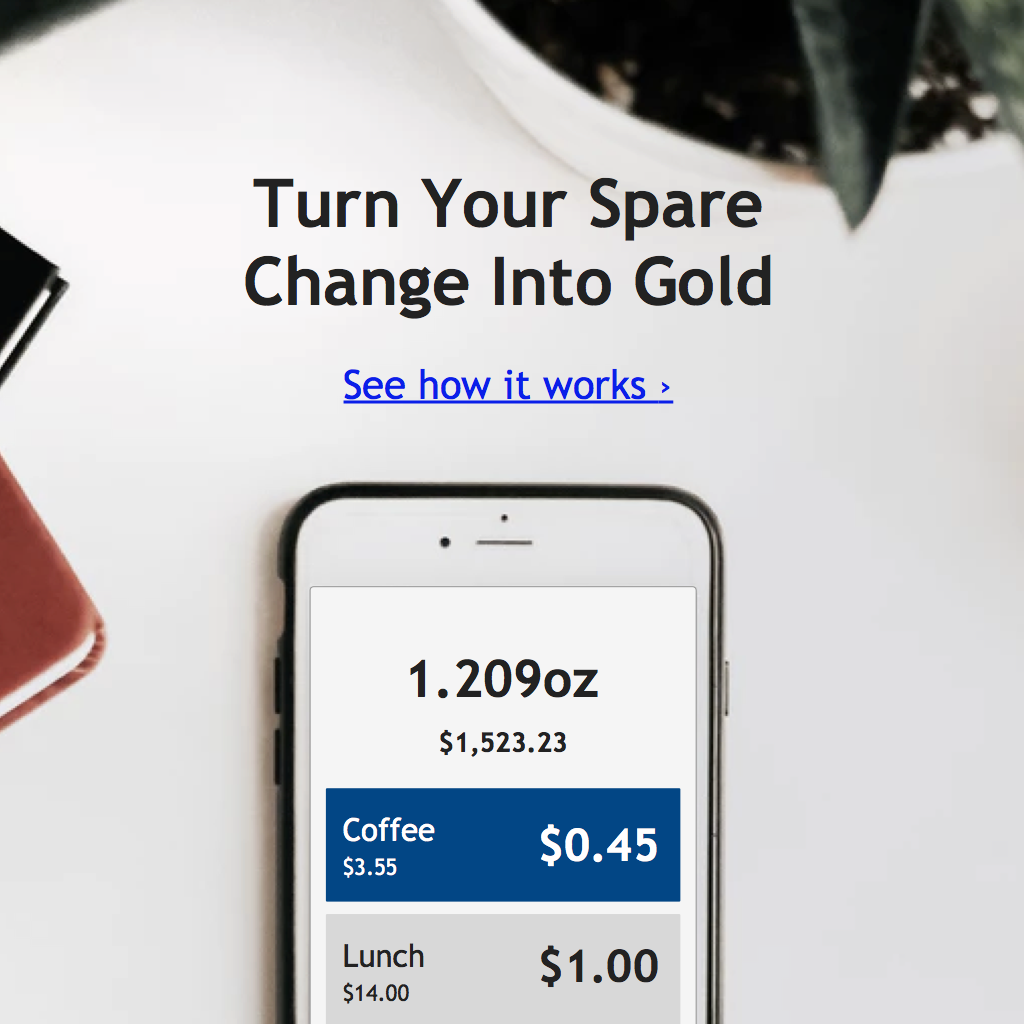 Turn Your Spare
Change Into Gold
See how it works ›
1.209oz
$1,523.23
Coffee
$3.55
$0.45
Lunch
$14.00
$1.00